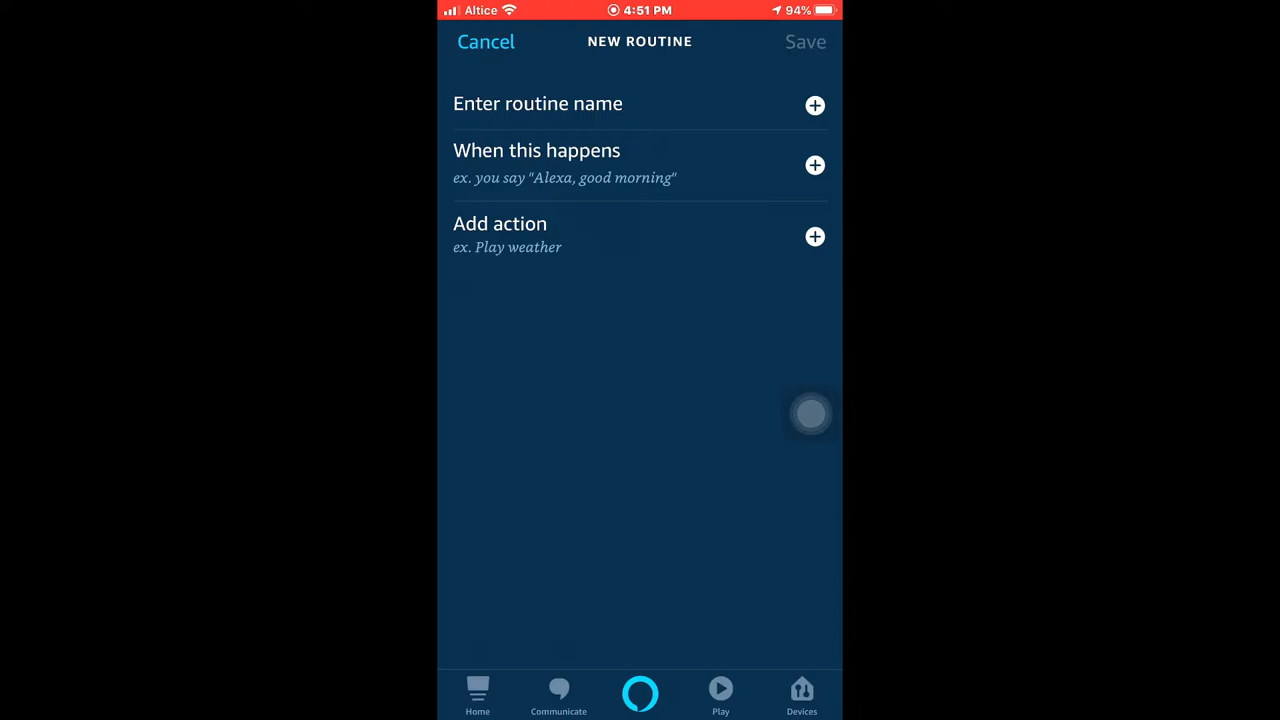 Altice 4:51 PM 94%
Cancel NEW ROUTINE Save
Enter routine name
When this happens
ex. you say "Alexa, good morning"
Add action
ex. Play weather
Home Communicate Play Devices